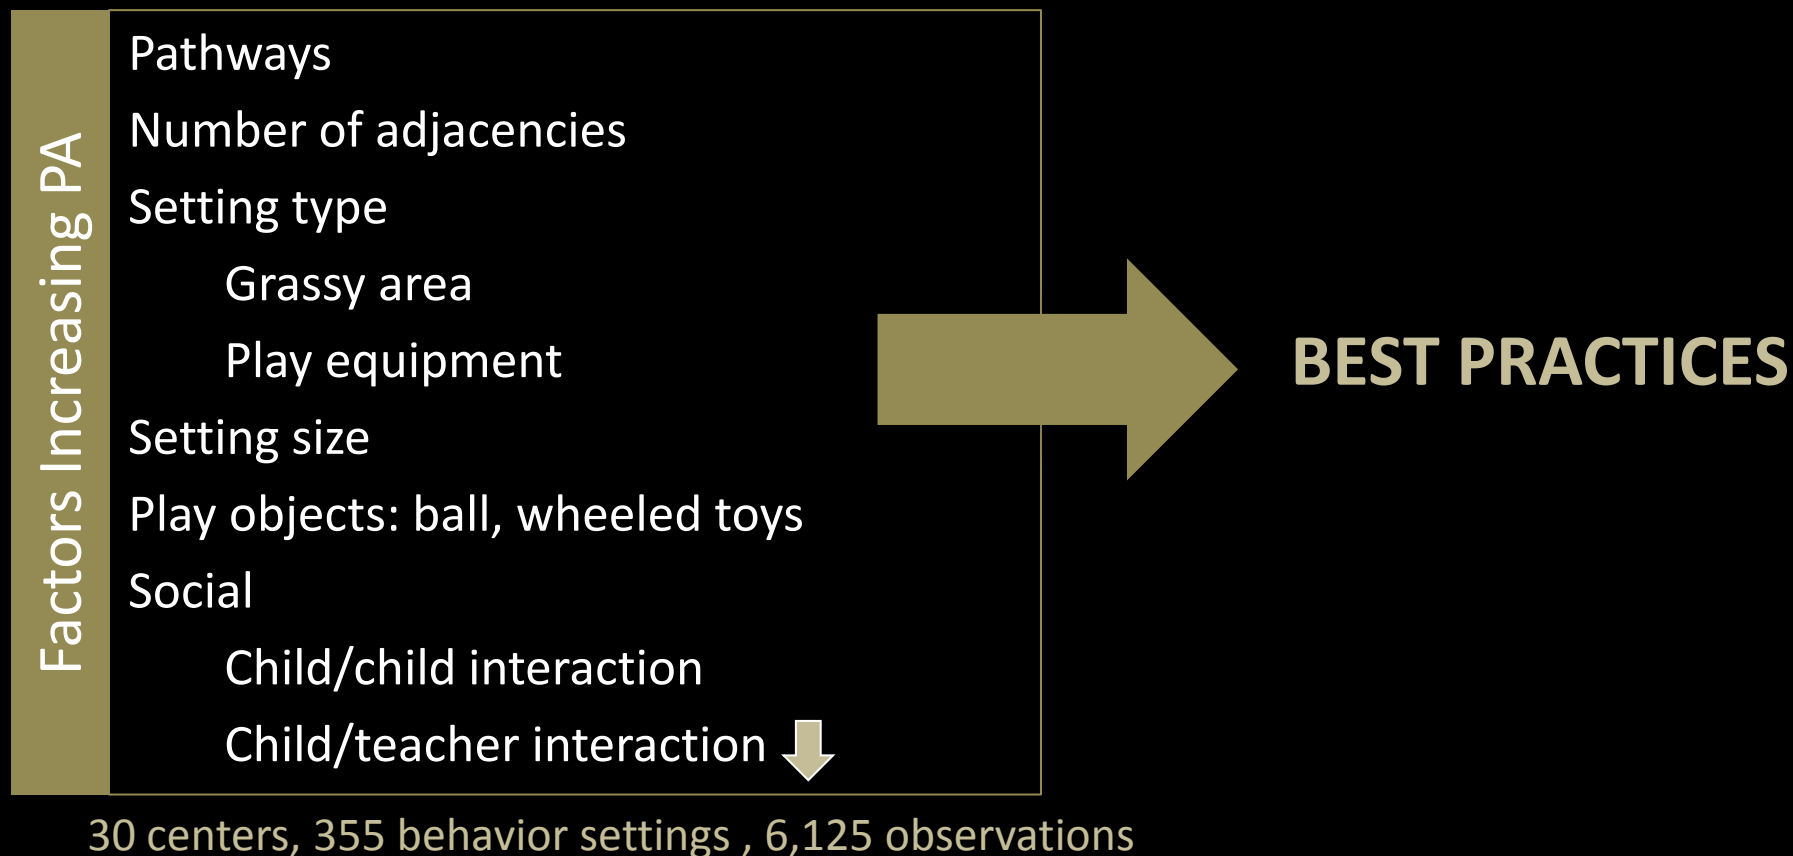 Factors Increasing PA
Pathways
Number of adjacencies
Setting type
Grassy area
Play equipment
Setting size
Play objects: ball, wheeled toys
Social
Child/child interaction
Child/teacher interaction
BEST PRACTICES
30 centers, 355 behavior settings , 6,125 observations